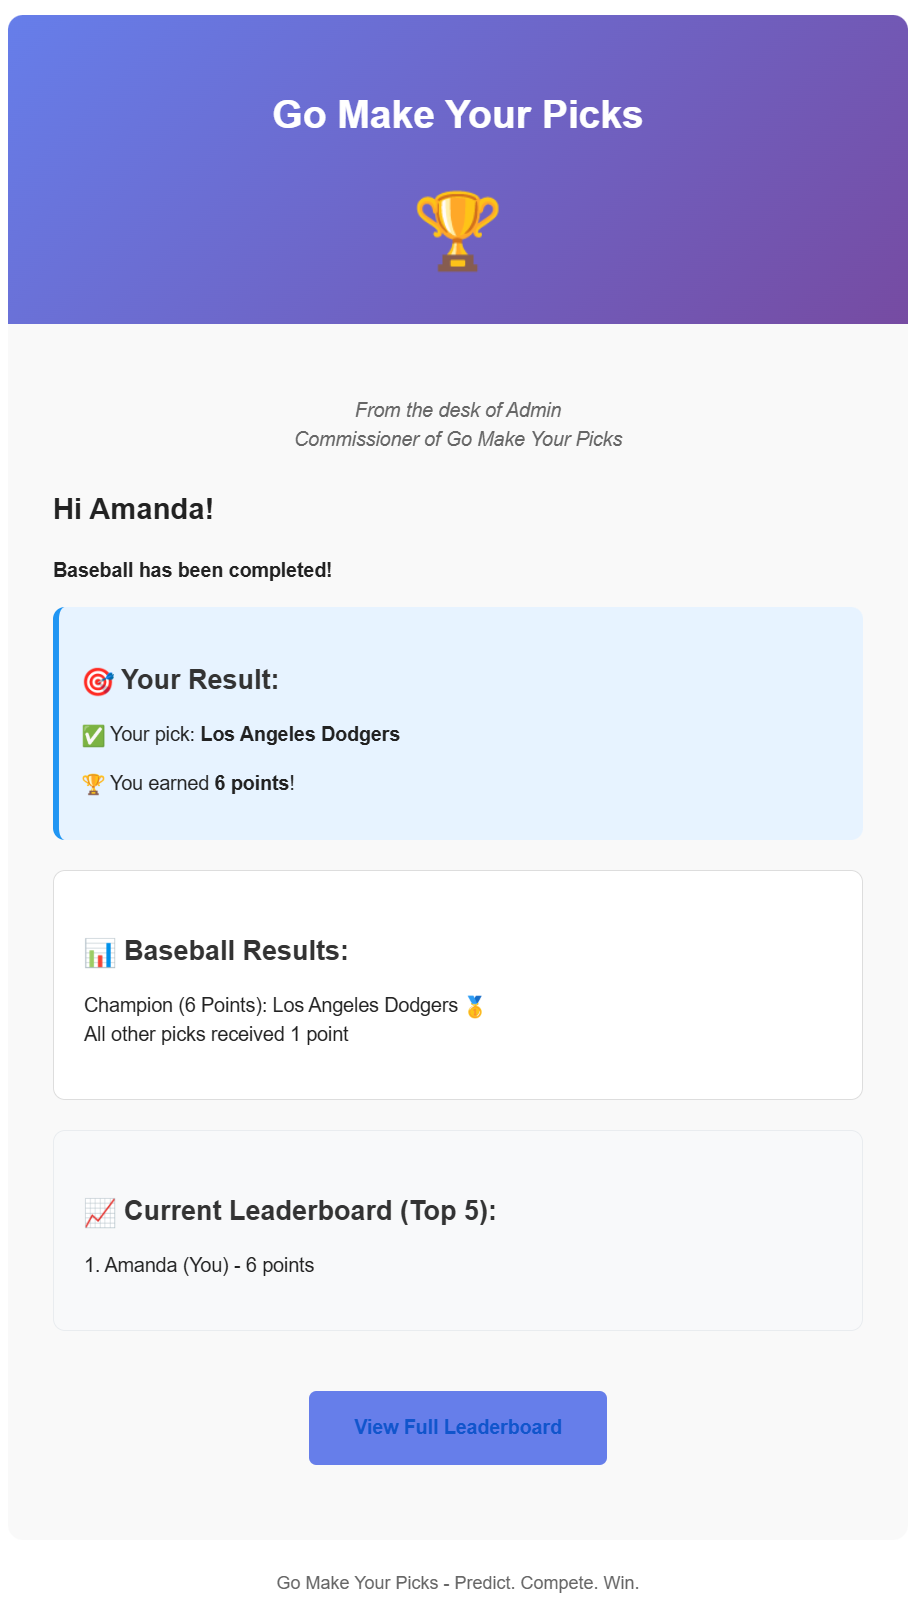 Go Make Your Picks
From the desk of Admin
Commissioner of Go Make Your Picks
Hi Amanda!
Baseball has been completed!
🎯 Your Result:
✅ Your pick: Los Angeles Dodgers
🏆 You earned 6 points!
📊 Baseball Results:
Champion (6 Points): Los Angeles Dodgers 🥇
All other picks received 1 point
📈 Current Leaderboard (Top 5):
1. Amanda (You) - 6 points
View Full Leaderboard
Go Make Your Picks - Predict. Compete. Win.